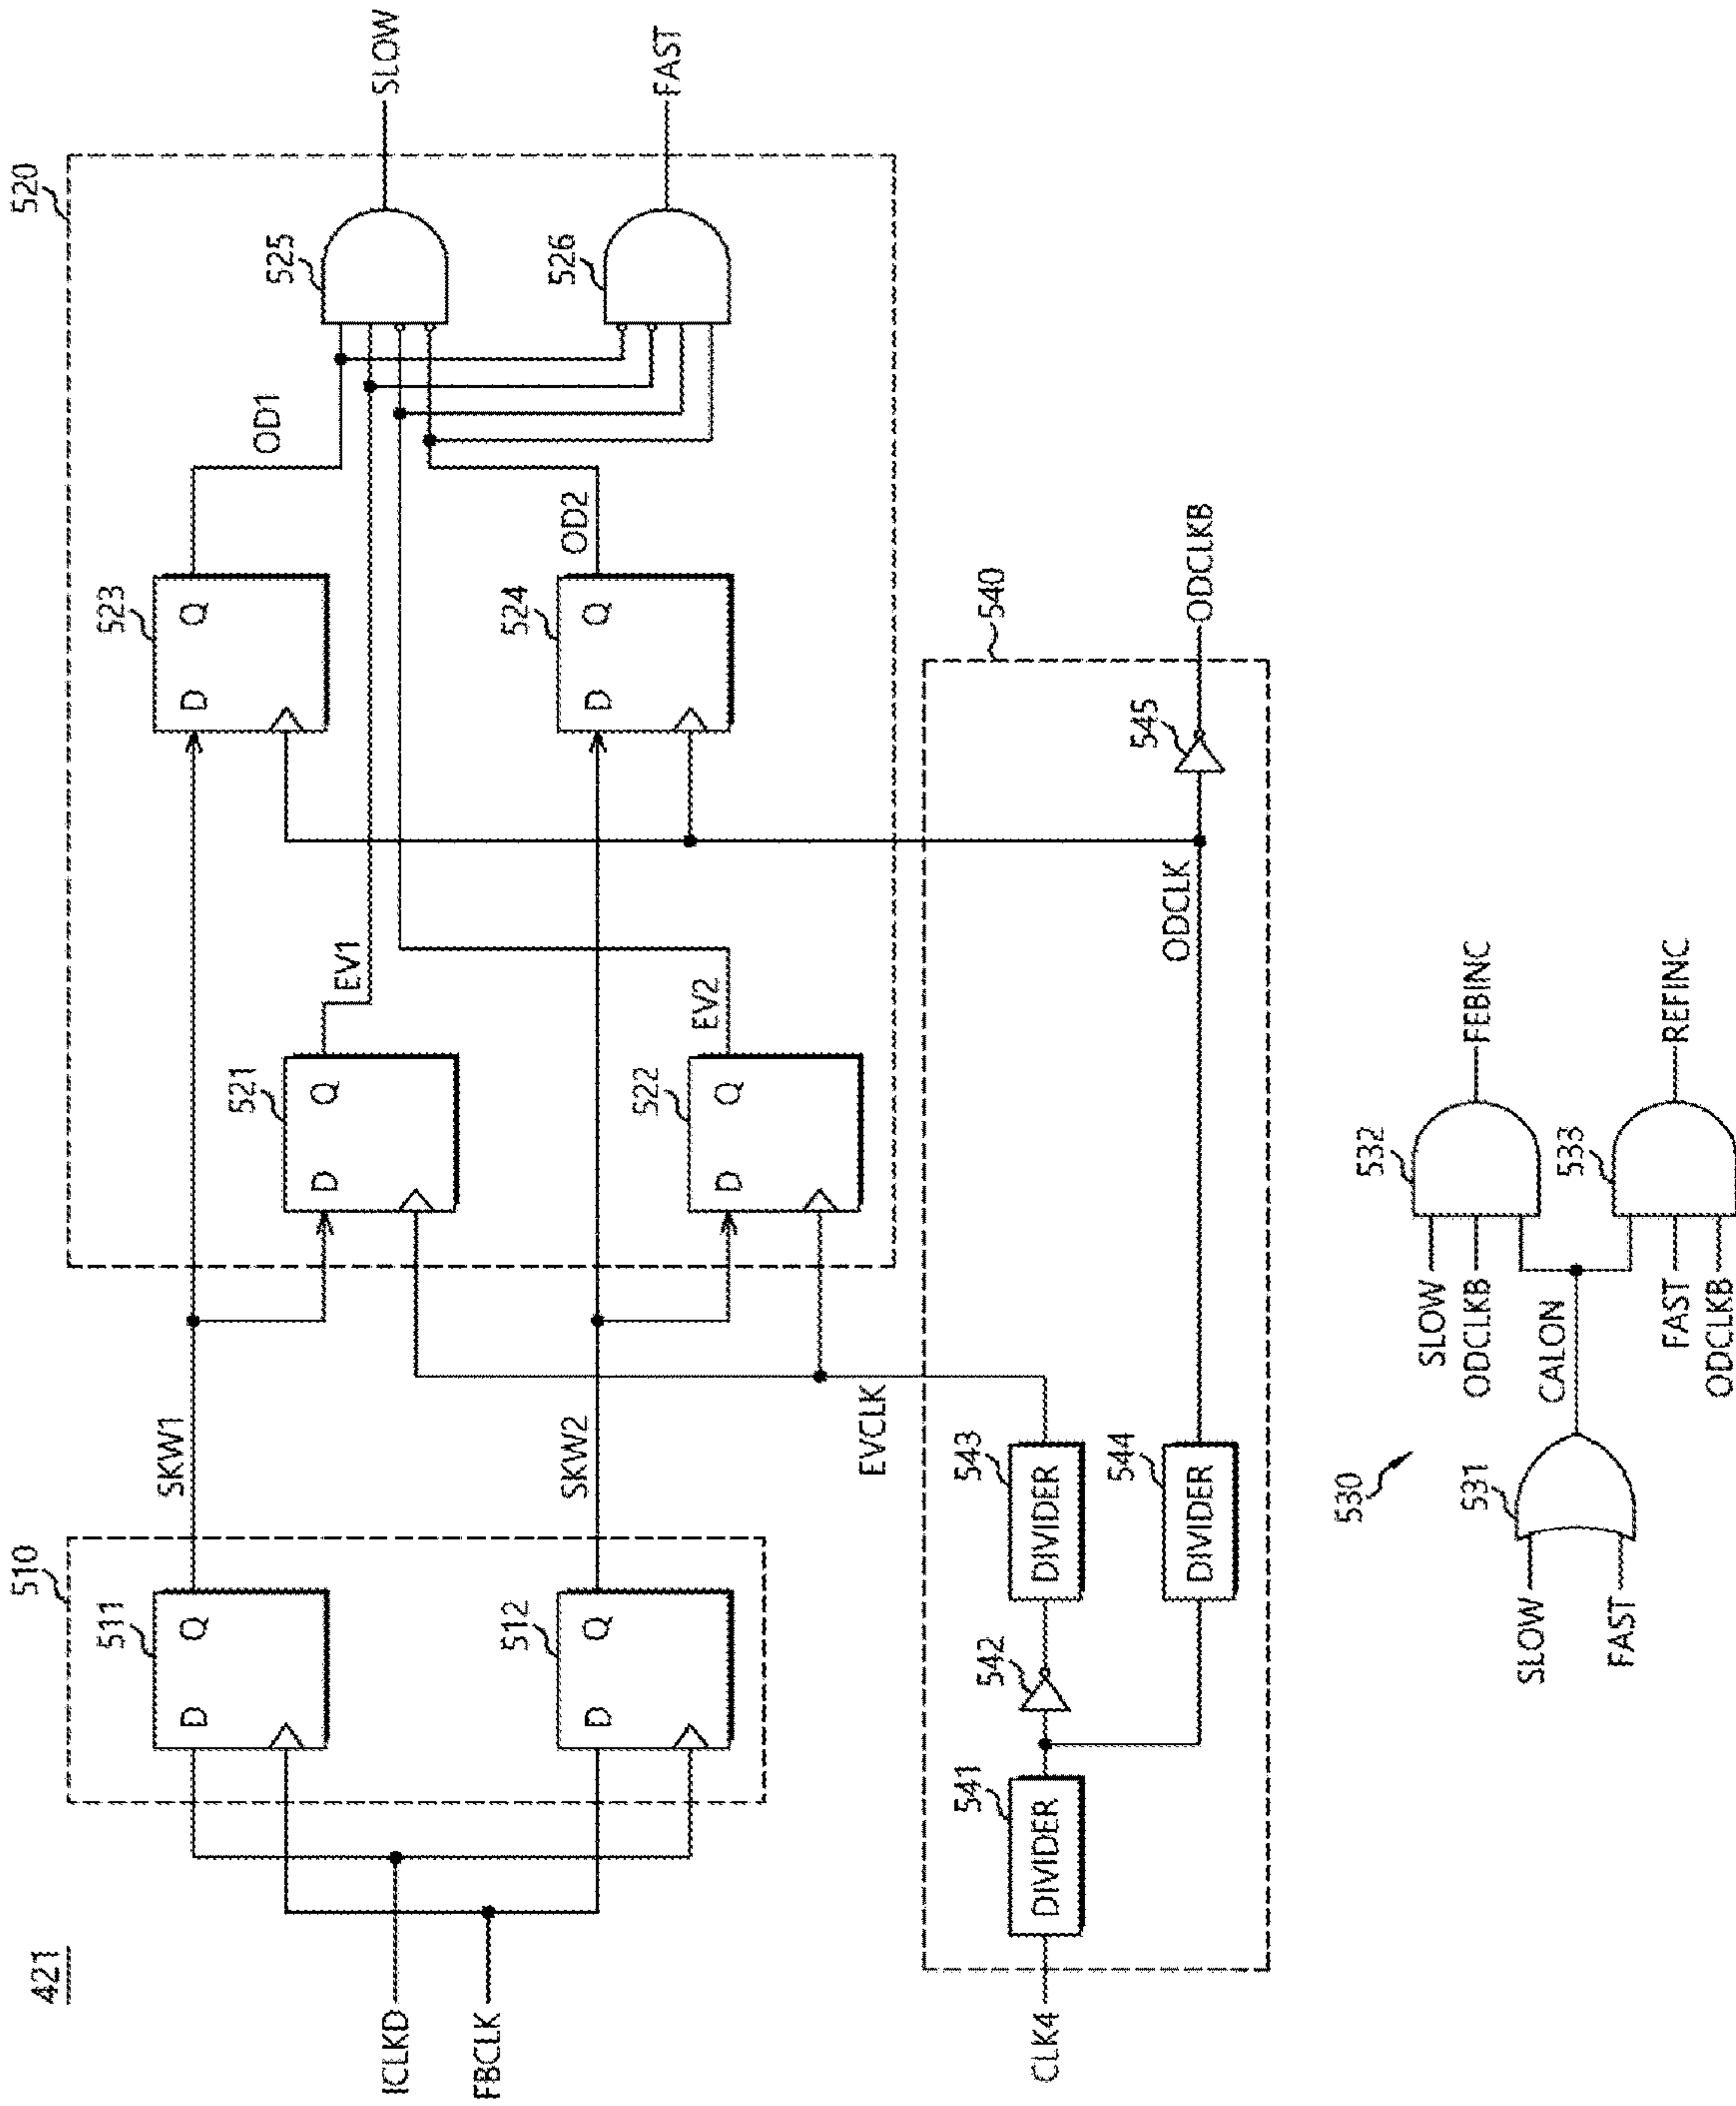 421
510
520
511
D
Q
SKW1
523
D
Q
OD1
525
SLOW
521
D
Q
EV1
ICLKD
FBCLK
512
D
Q
SKW2
524
D
Q
OD2
526
FAST
522
D
Q
EV2
EVCLK
540
CLK4
541
DIVIDER
542
543
DIVIDER
544
DIVIDER
ODCLK
545
ODCLKB
530
SLOW
FAST
531
CALON
SLOW
ODCLKB
532
FEBINC
FAST
ODCLKB
533
REFINC